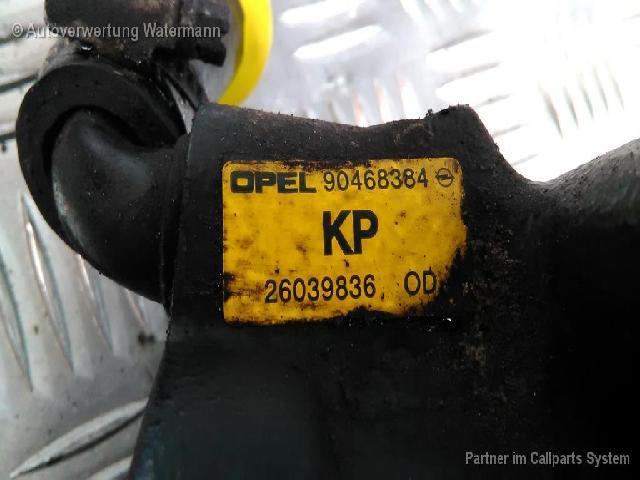 © Autoverwertung Watermann
OPEL 90468384
KP
26039836 OD
Partner im Callparts System